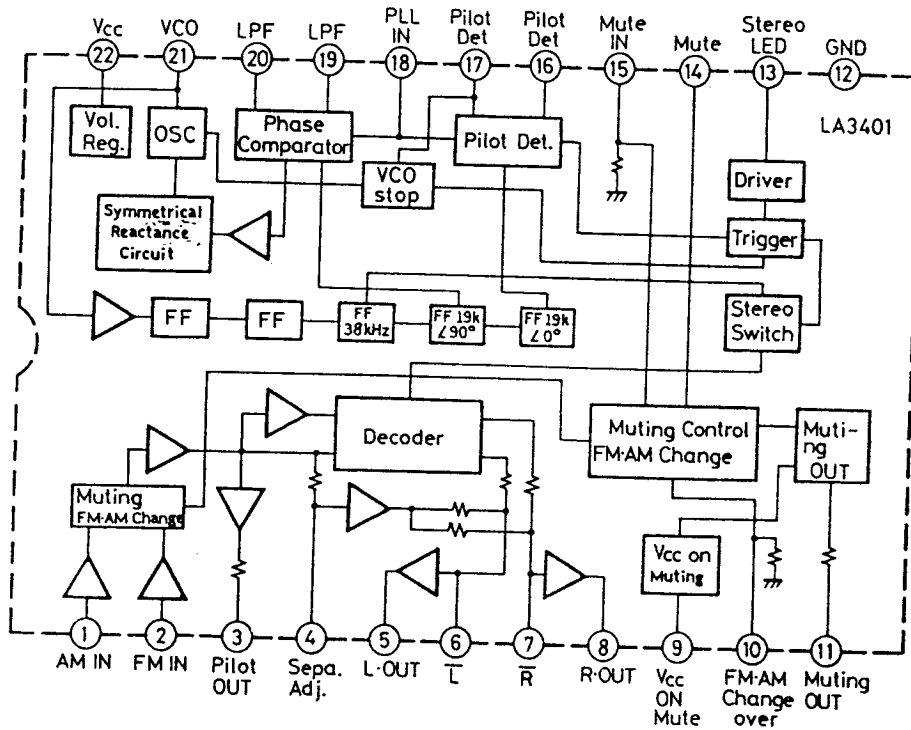 Vcc
VCO
LPF
LPF
PLL
IN
Pilot
Det
Pilot
Det
Mute
IN
Mute
Stereo
LED
GND
22
21
20
19
18
17
16
15
14
13
12
LA3401
Vol.
Reg.
OSC
Phase
Comparator
Pilot Det.
VCO
stop
Driver
Symmetrical
Reactance
Circuit
Trigger
FF
FF
FF
38kHz
FF 19k
∠90°
FF 19k
∠0°
Stereo
Switch
Decoder
Muting Control
FM·AM Change
Muti-
ng
OUT
Muting
FM·AM Change
Vcc on
Muting
1
2
3
4
5
6
7
8
9
10
11
AM IN
FM IN
Pilot
OUT
Sepa.
Adj.
L·OUT
L̅
R̅
R·OUT
Vcc
ON
Mute
FM·AM
Change
over
Muting
OUT